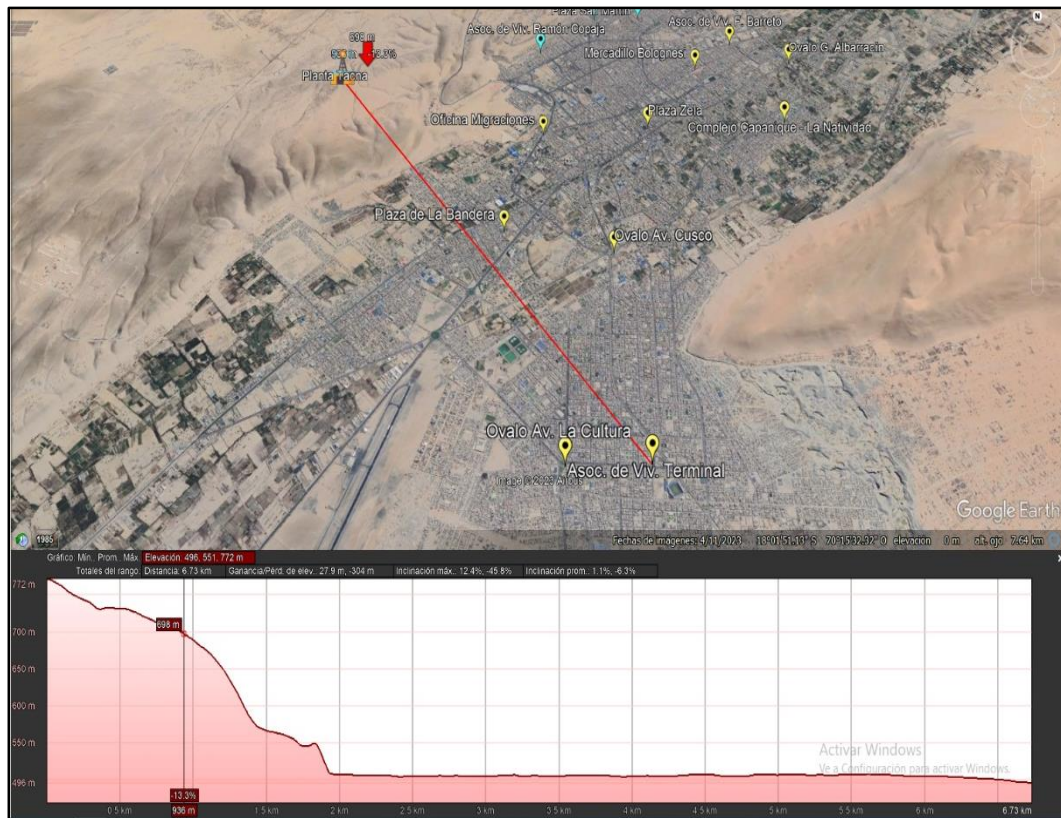 Plaza San Martín
Asoc. de Viv. Ramón Copaja
Asoc. de Viv. F. Barreto
N
698 m
Mercadillo Bolognesi
Ovalo G. Albarracín
Planta Tacna
Oficina Migraciones
Plaza Zela
Complejo Capanique - La Natividad
Plaza de La Bandera
Ovalo Av. Cusco
Ovalo Av. La Cultura
Asoc. de Viv. Terminal
Image © 2023 Airbus
Google Earth
1985
Fechas de imágenes: 4/11/2023
elevación 0 m alt. ojo 7.64 km
Gráfico: Mín., Prom., Máx. Elevación: 496, 551, 772 m
Totales del rango: Distancia: 6.73 km Ganancia/Pérd. de elev.: 27.9 m, -304 m Inclinación máx.: 12.4%, -45.8% Inclinación prom.: 1.1%, -6.3%
772 m
698 m
700 m
650 m
600 m
550 m
Activar Windows
Ve a Configuración para activar Windows.
496 m
-13.3%
0.5 km 936 m 1.5 km 2 km 2.5 km 3 km 3.5 km 4 km 4.5 km 5 km 5.5 km 6 km 6.73 km